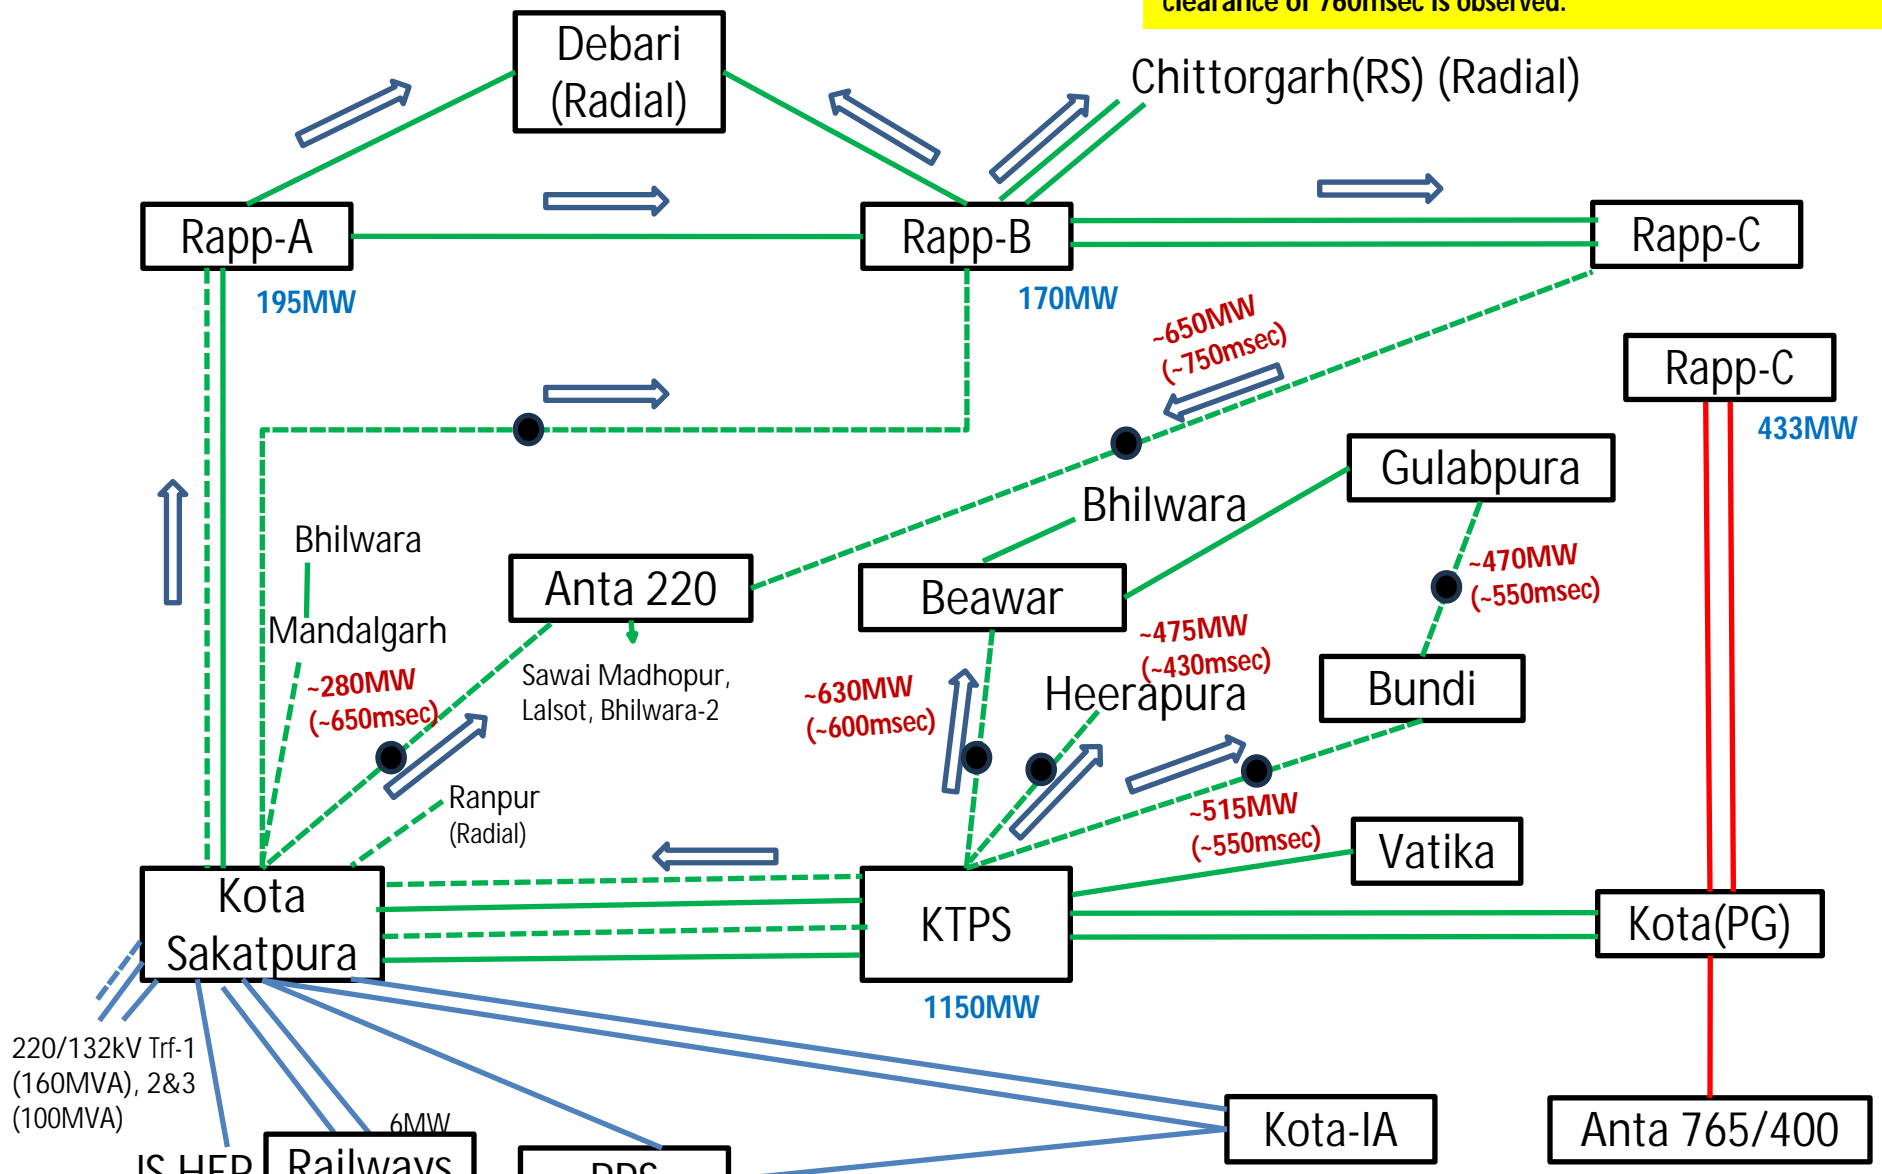 clearance of 760msec is observed.
Debari
(Radial)
Chittorgarh(RS) (Radial)
Rapp-A
Rapp-B
Rapp-C
195MW
170MW
~650MW
(~750msec)
Rapp-C
433MW
Gulabpura
Bhilwara
Bhilwara
~470MW
(~550msec)
Anta 220
Beawar
Mandalgarh
~475MW
(~430msec)
~280MW
(~650msec)
Sawai Madhopur,
Lalsot, Bhilwara-2
~630MW
(~600msec)
Heerapura
Bundi
Ranpur
(Radial)
~515MW
(~550msec)
Vatika
Kota
Sakatpura
KTPS
Kota(PG)
1150MW
220/132kV Trf-1
(160MVA), 2&3
(100MVA)
6MW
Kota-IA
Anta 765/400
JS HEP
Railways